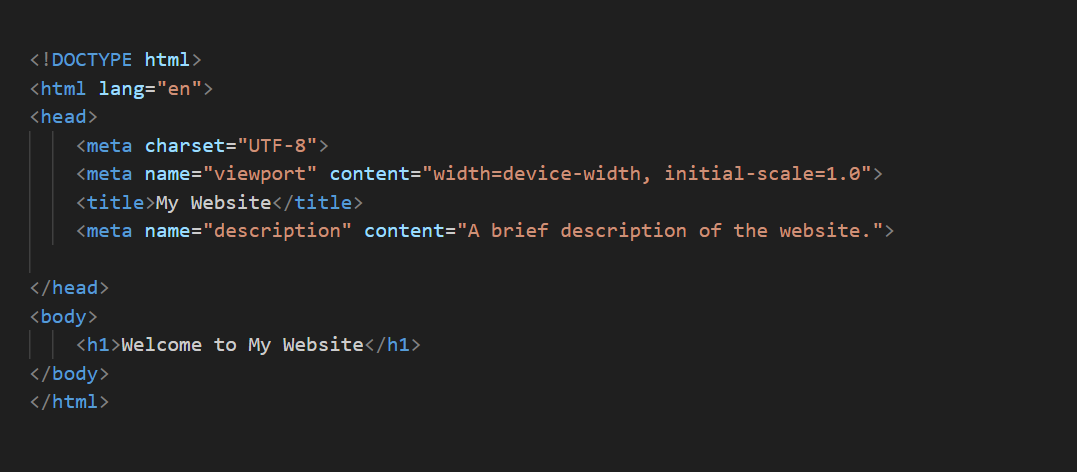 <!DOCTYPE html>
<html lang="en">
<head>
    <meta charset="UTF-8">
    <meta name="viewport" content="width=device-width, initial-scale=1.0">
    <title>My Website</title>
    <meta name="description" content="A brief description of the website.">
</head>
<body>
    <h1>Welcome to My Website</h1>
</body>
</html>